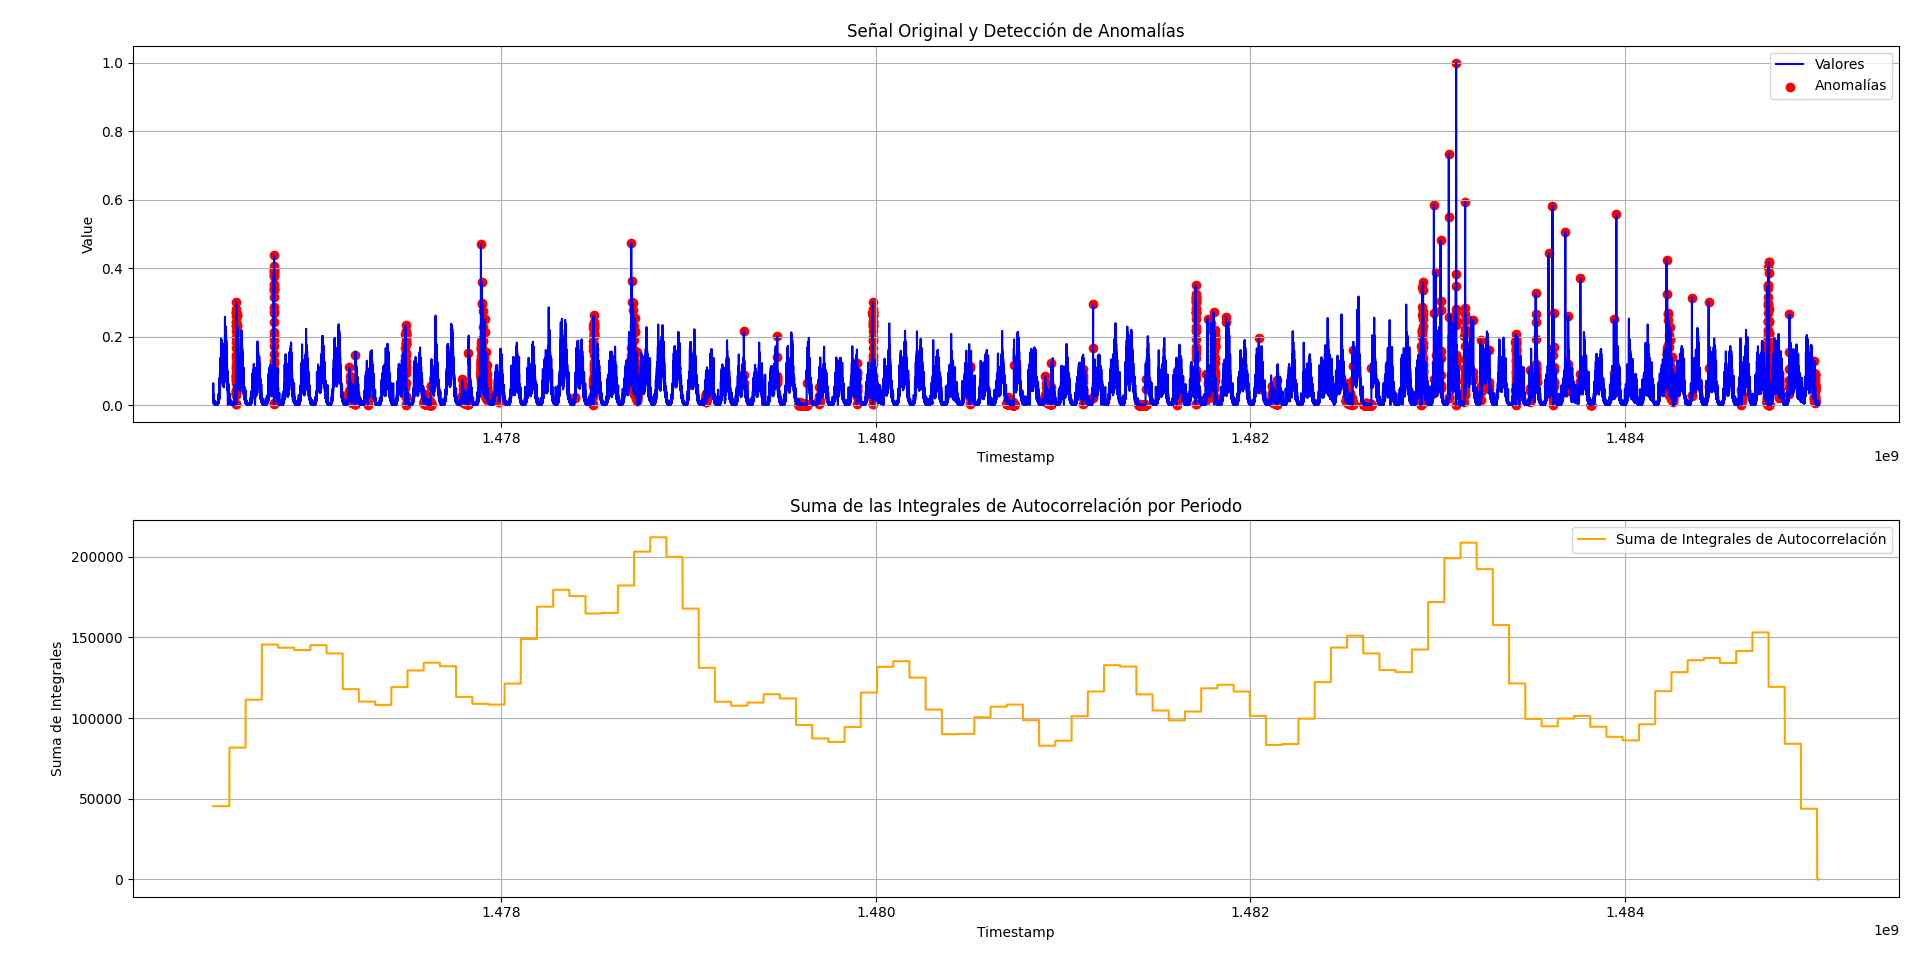 Señal Original y Detección de Anomalías
Valores
Anomalías
Value
1.0
0.8
0.6
0.4
0.2
0.0
1.478
1.480
1.482
1.484
Timestamp
1e9
Suma de las Integrales de Autocorrelación por Periodo
Suma de Integrales de Autocorrelación
Suma de Integrales
200000
150000
100000
50000
0
1.478
1.480
1.482
1.484
Timestamp
1e9